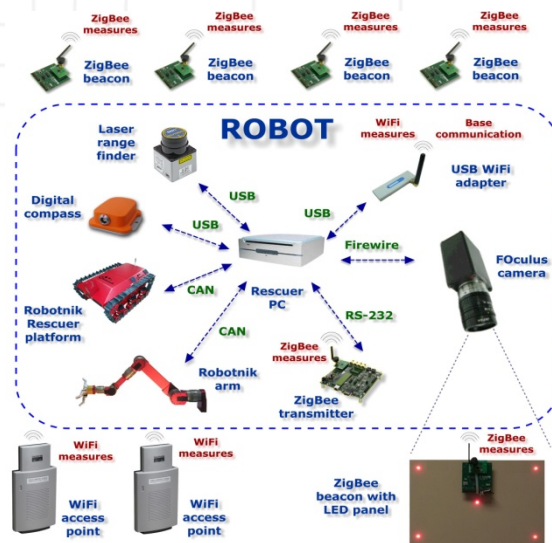 ZigBee
measures
ZigBee
beacon
ZigBee
measures
ZigBee
beacon
ZigBee
measures
ZigBee
beacon
ZigBee
measures
ZigBee
beacon
ROBOT
Laser
range
finder
WiFi
measures
Base
communication
USB WiFi
adapter
Digital
compass
USB
USB
USB
Firewire
FOculus
camera
Robotnik
Rescuer
platform
CAN
Rescuer
PC
RS-232
CAN
Robotnik
arm
ZigBee
measures
ZigBee
transmitter
WiFi
measures
WiFi
access
point
WiFi
measures
WiFi
access
point
ZigBee
beacon with
LED panel
ZigBee
measures